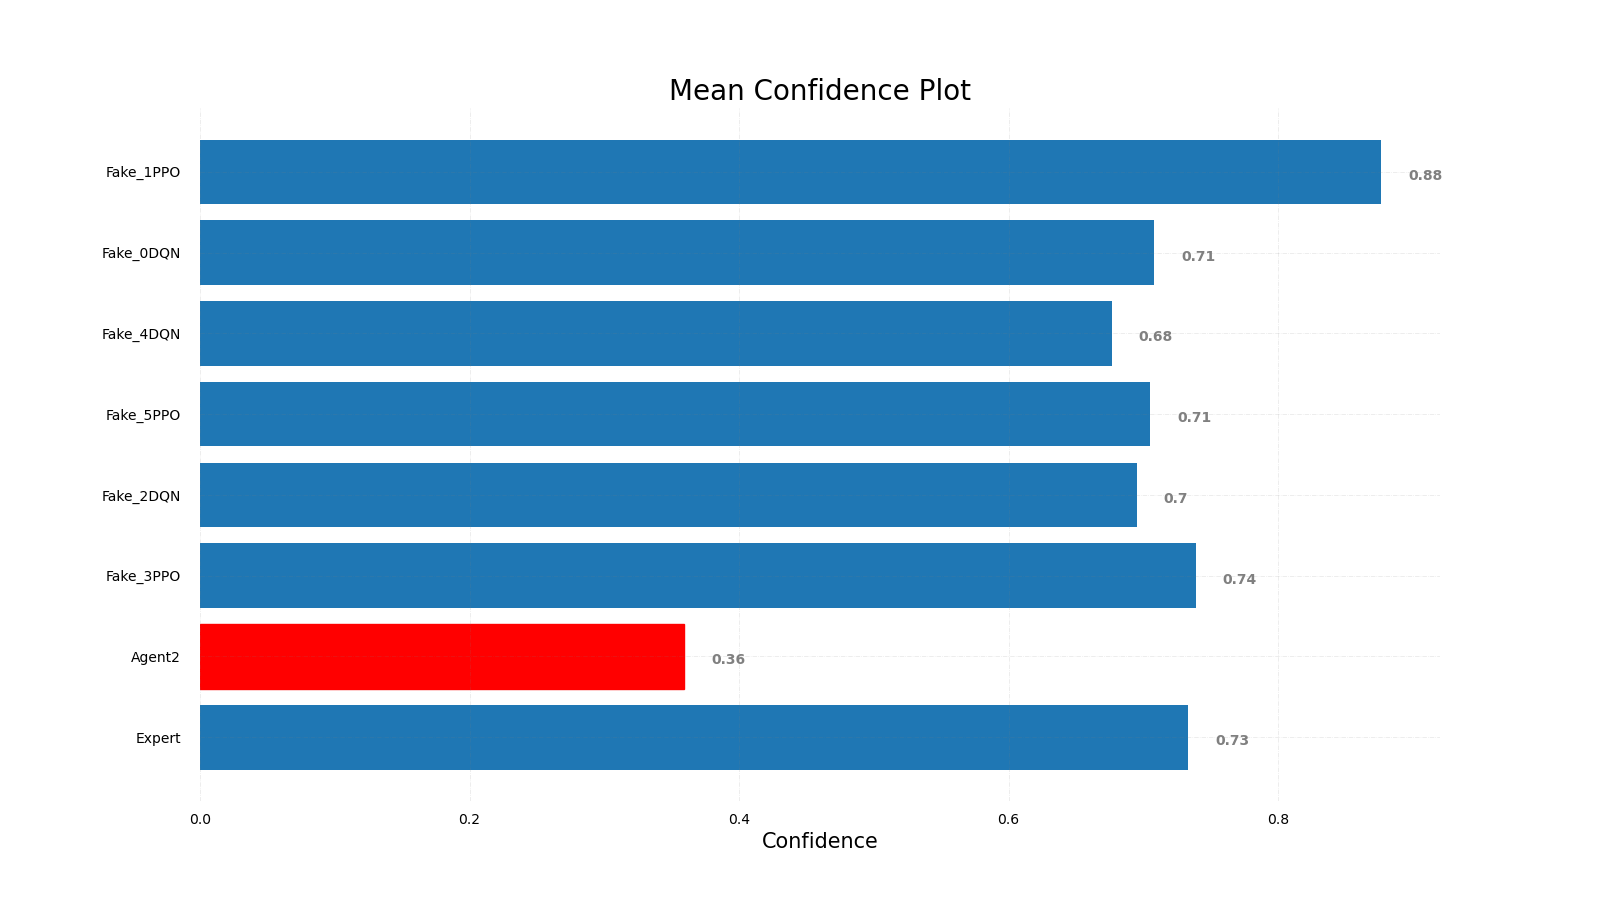 Mean Confidence Plot
Fake_1PPO 0.88
Fake_0DQN 0.71
Fake_4DQN 0.68
Fake_5PPO 0.71
Fake_2DQN 0.7
Fake_3PPO 0.74
Agent2 0.36
Expert 0.73
0.0 0.2 0.4 0.6 0.8
Confidence